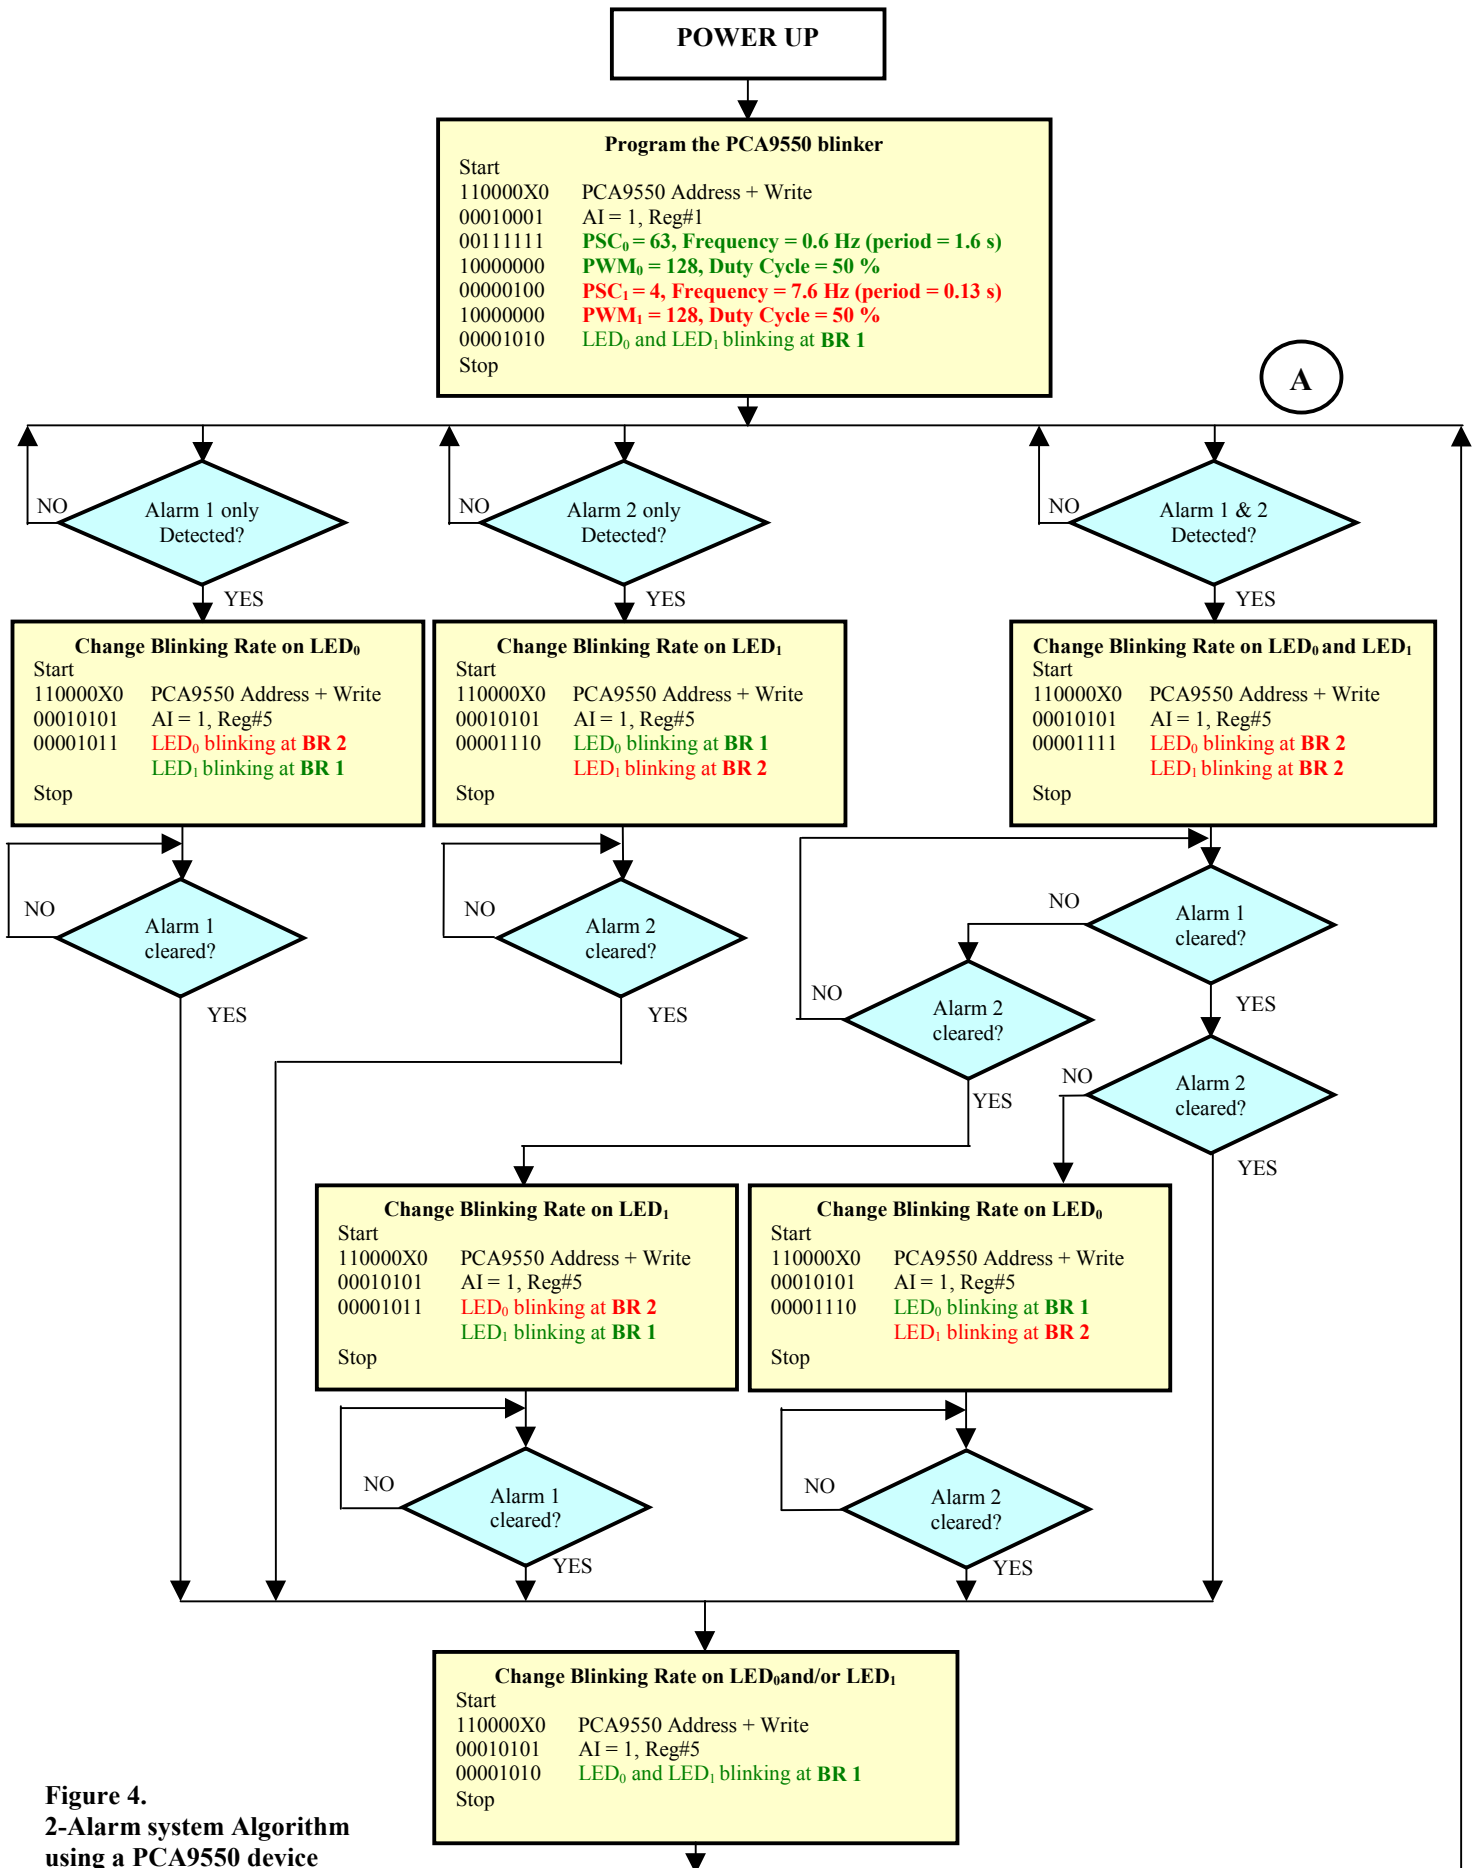 POWER UP
Program the PCA9550 blinker
Start
110000X0 PCA9550 Address + Write
00010001 AI = 1, Reg#1
00111111 PSC₀ = 63, Frequency = 0.6 Hz (period = 1.6 s)
10000000 PWM₀ = 128, Duty Cycle = 50 %
00000100 PSC₁ = 4, Frequency = 7.6 Hz (period = 0.13 s)
10000000 PWM₁ = 128, Duty Cycle = 50 %
00001010 LED₀ and LED₁ blinking at BR 1
Stop
A
NO
Alarm 1 only
Detected?
YES
NO
Alarm 2 only
Detected?
YES
NO
Alarm 1 & 2
Detected?
YES
Change Blinking Rate on LED₀
Start
110000X0 PCA9550 Address + Write
00010101 AI = 1, Reg#5
00001011 LED₀ blinking at BR 2
LED₁ blinking at BR 1
Stop
Change Blinking Rate on LED₁
Start
110000X0 PCA9550 Address + Write
00010101 AI = 1, Reg#5
00001110 LED₀ blinking at BR 1
LED₁ blinking at BR 2
Stop
Change Blinking Rate on LED₀ and LED₁
Start
110000X0 PCA9550 Address + Write
00010101 AI = 1, Reg#5
00001111 LED₀ blinking at BR 2
LED₁ blinking at BR 2
Stop
NO
Alarm 1
cleared?
YES
NO
Alarm 2
cleared?
YES
NO
Alarm 1
cleared?
YES
NO
Alarm 2
cleared?
YES
NO
Alarm 2
cleared?
YES
Change Blinking Rate on LED₁
Start
110000X0 PCA9550 Address + Write
00010101 AI = 1, Reg#5
00001011 LED₀ blinking at BR 2
LED₁ blinking at BR 1
Stop
Change Blinking Rate on LED₀
Start
110000X0 PCA9550 Address + Write
00010101 AI = 1, Reg#5
00001110 LED₀ blinking at BR 1
LED₁ blinking at BR 2
Stop
NO
Alarm 1
cleared?
YES
NO
Alarm 2
cleared?
YES
Change Blinking Rate on LED₀and/or LED₁
Start
110000X0 PCA9550 Address + Write
00010101 AI = 1, Reg#5
00001010 LED₀ and LED₁ blinking at BR 1
Stop
Figure 4.
2-Alarm system Algorithm
using a PCA9550 device